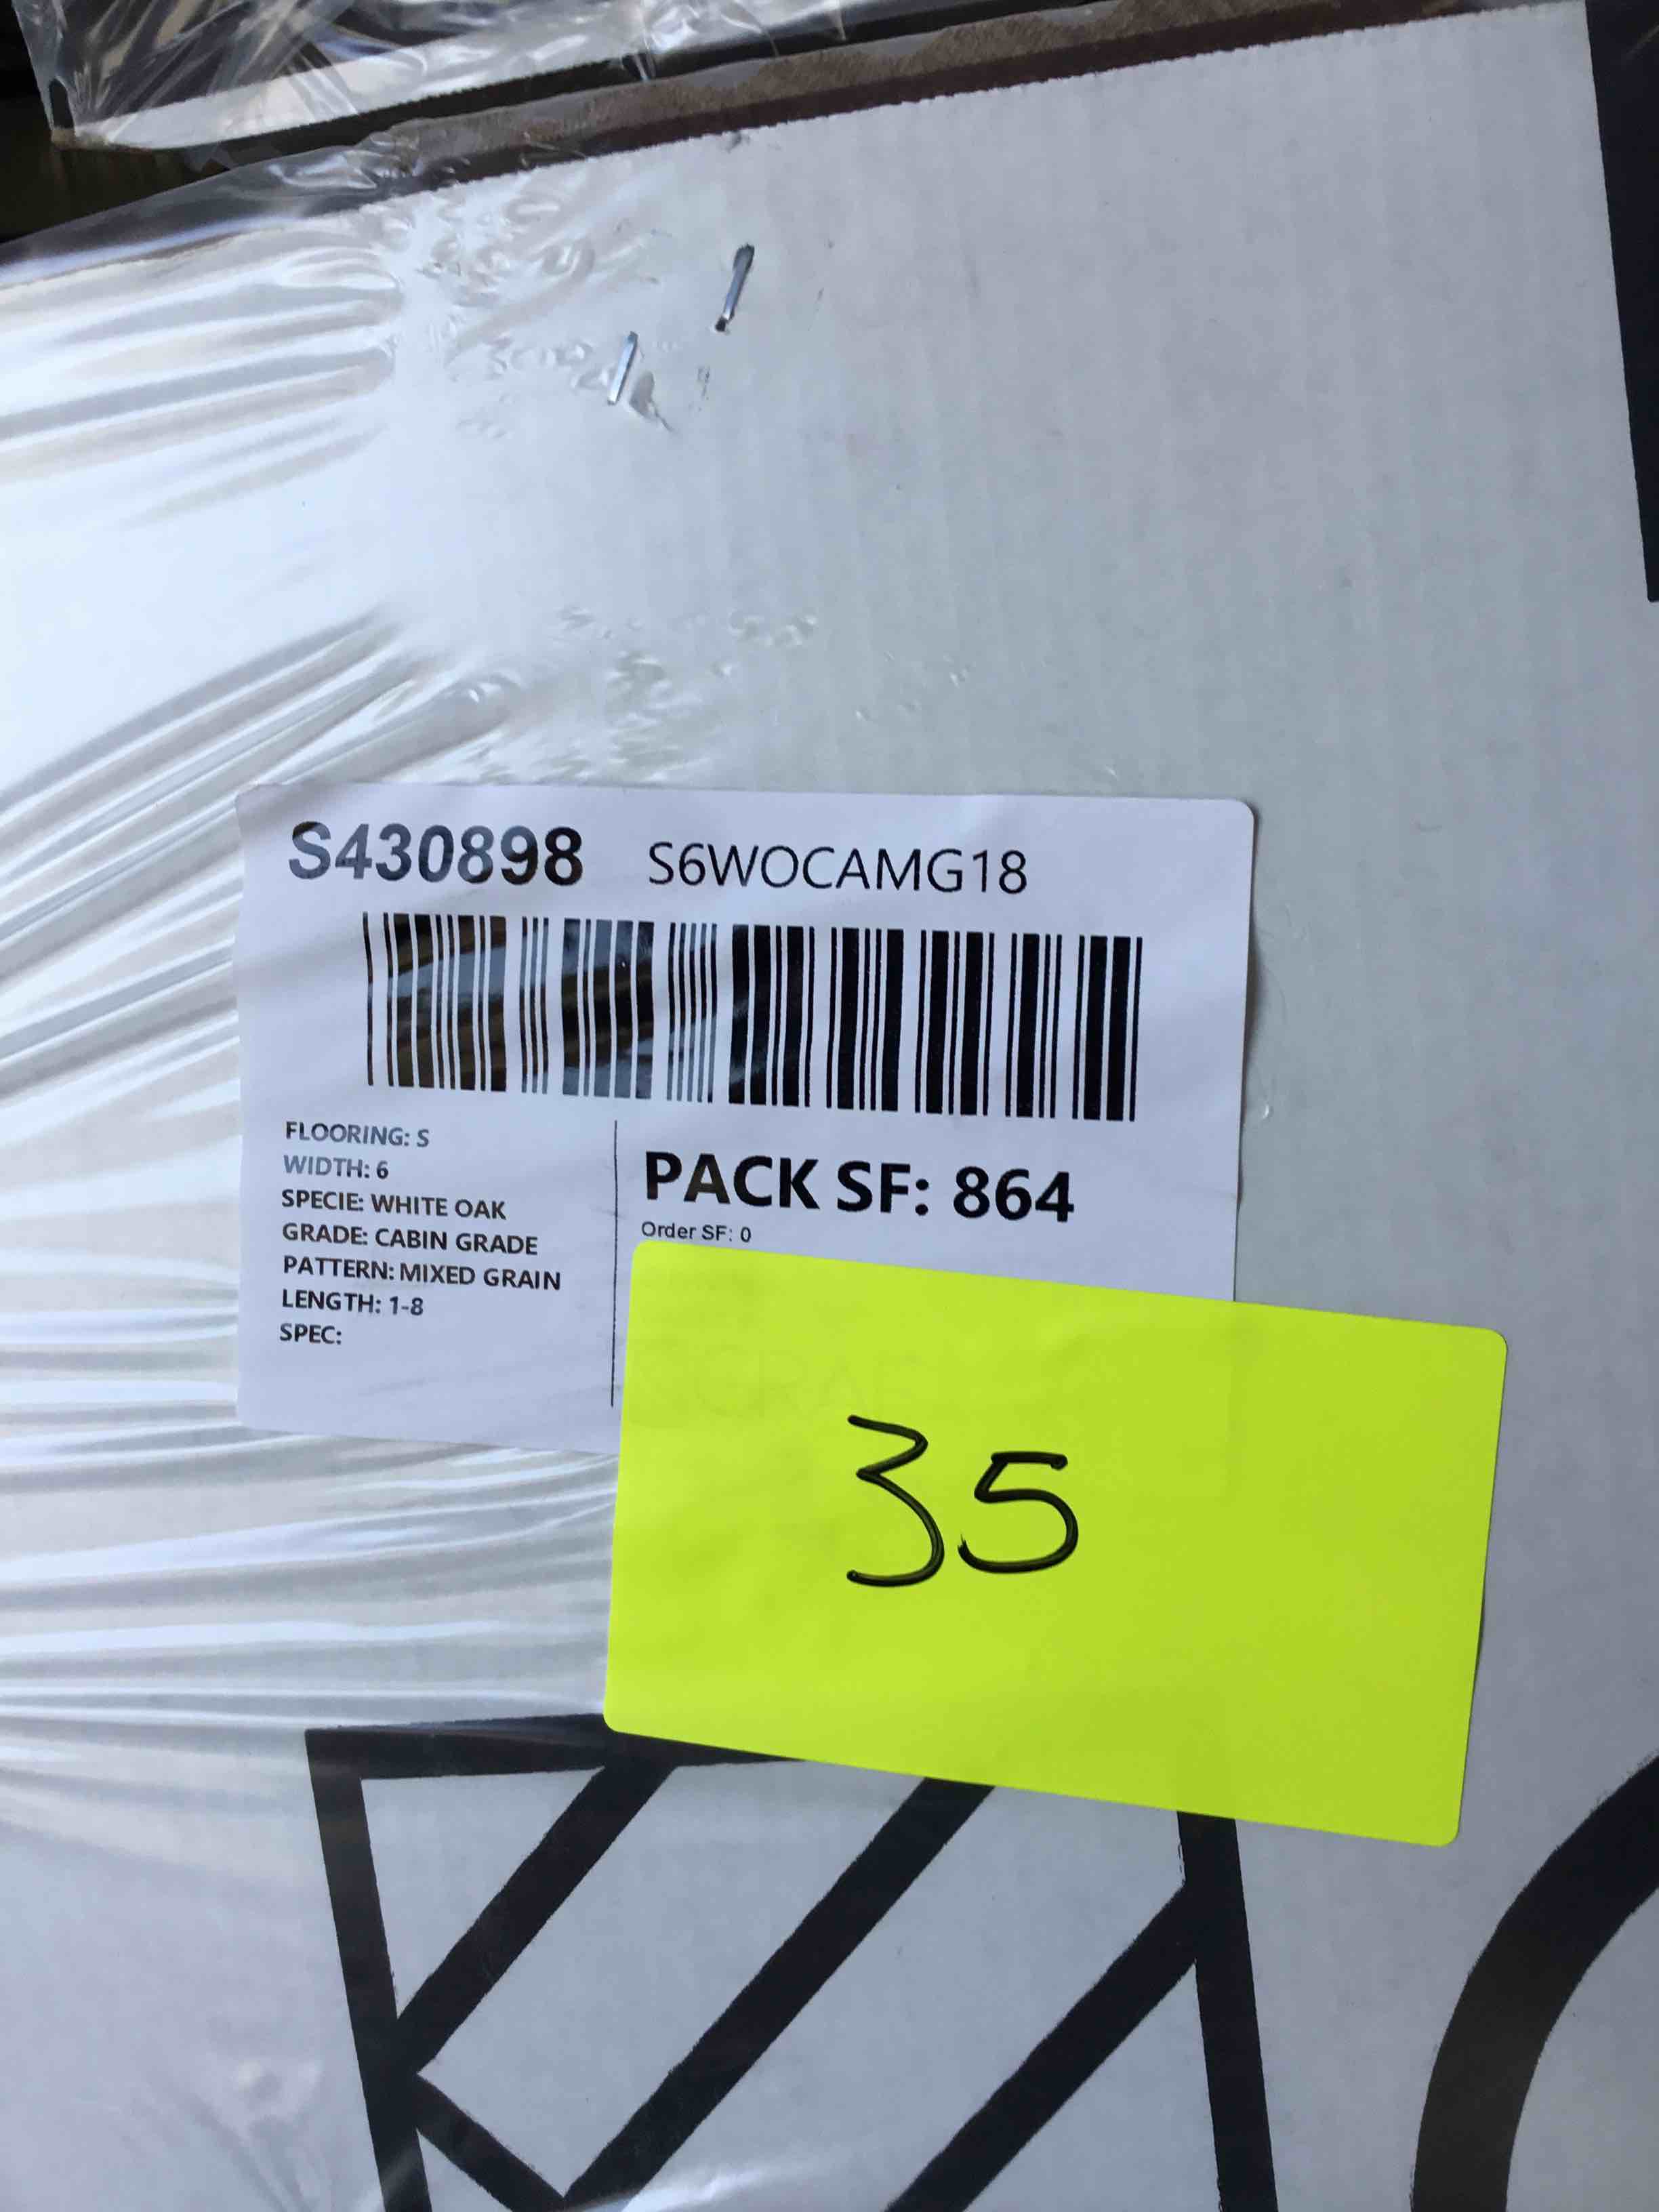 S430898 S6WOCAMG18
FLOORING: S
WIDTH: 6
SPECIE: WHITE OAK
GRADE: CABIN GRADE
PATTERN: MIXED GRAIN
LENGTH: 1-8
SPEC:
PACK SF: 864
Order SF: 0
35